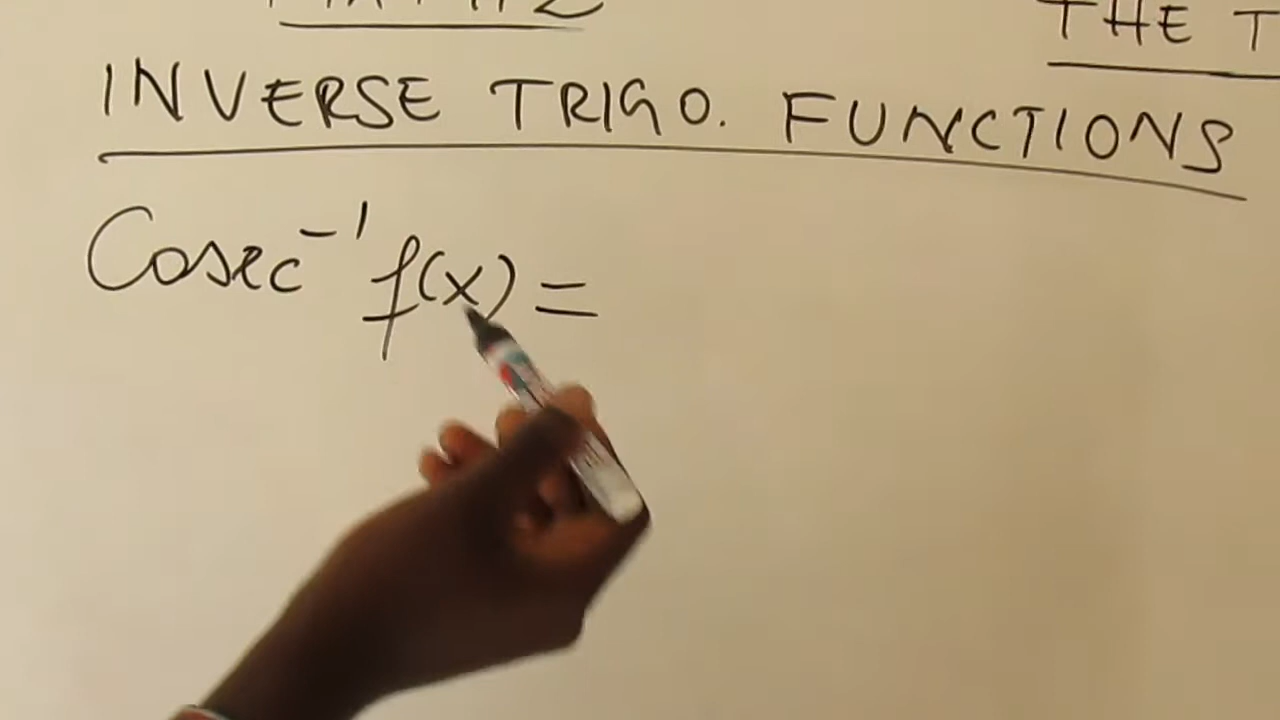 THE T
INVERSE TRIGO. FUNCTIONS
Cosec⁻¹ f(x) =